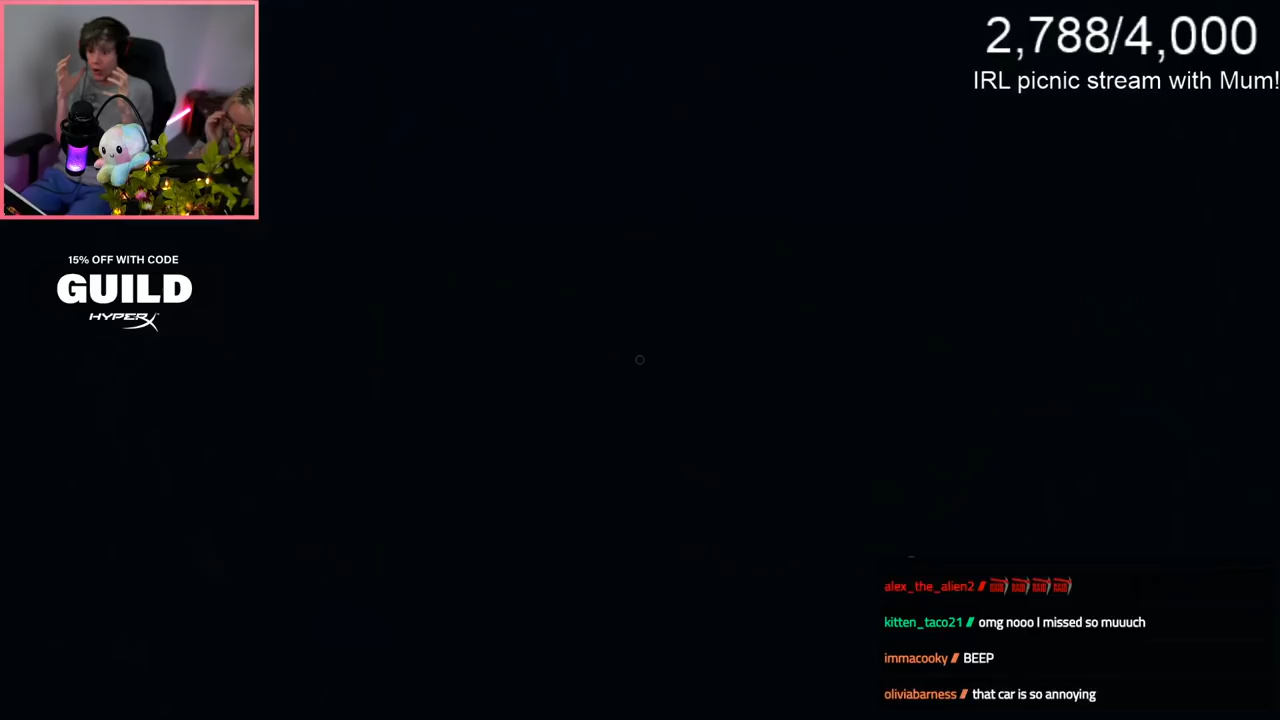 2,788/4,000
IRL picnic stream with Mum!
15% OFF WITH CODE
GUILD
HYPERX
alex_the_alien2 //
kitten_taco21 // omg nooo I missed so muuuch
immacooky // BEEP
oliviabarness // that car is so annoying